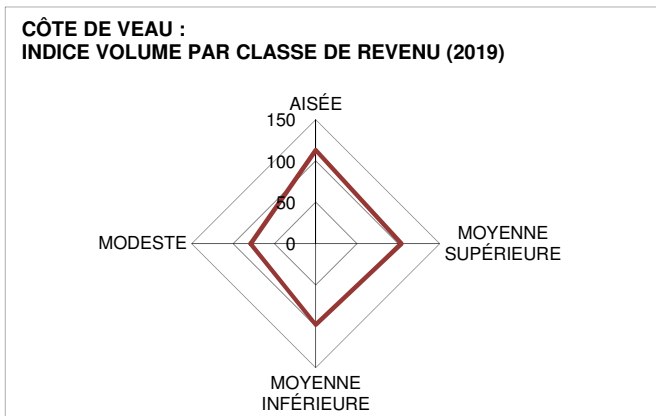 CÔTE DE VEAU :
INDICE VOLUME PAR CLASSE DE REVENU (2019)
AISÉE
150
100
50
0
MODESTE
MOYENNE
SUPÉRIEURE
MOYENNE
INFÉRIEURE